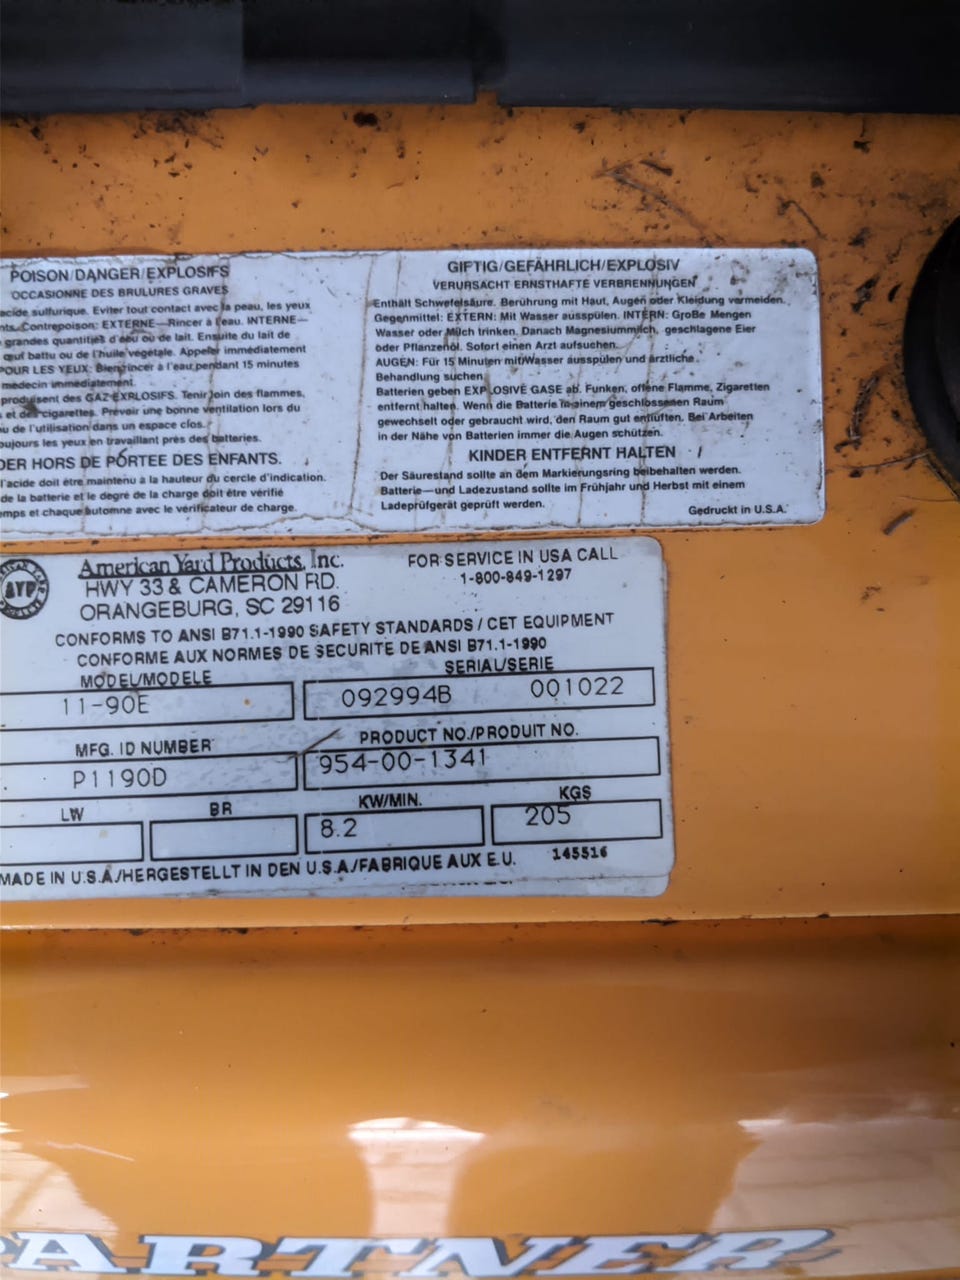 POISON/DANGER/EXPLOSIFS
OCCASIONNE DES BRULURES GRAVES
acide sulfurique. Eviter tout contact avec la peau, les yeux
Contrepoison: EXTERNE—Rincer à l'eau. INTERNE—
grandes quantités d'eau ou de lait. Ensuite du lait de
œuf battu ou de l'huile végetale. Appeler immédiatement
POUR LES YEUX: Bien rincer à l'eau pendant 15 minutes
médecin immediatement.
produisent des GAZ EXPLOSIFS. Tenir loin des flammes,
et des cigarettes. Prevair une bonne ventilation lors du
ou de l'utilisation dans un espace clos.
toujours les yeux en travaillant près des batteries.
DER HORS DE PÓRTEE DES ENFANTS.
l'acide doit être maintenu à la hauteur du cercle d'indication.
de la batterie et le degre de la charge doit être vérifié
mps et chaque automne avec le vérificateur de charge.
GIFTIG/GEFÄHRLICH/EXPLOSIV
VERURSACHT ERNSTHAFTE VERBRENNUNGEN
Enthält Schwefelsäure. Berührung mit Haut, Augen oder Kleidung vermeiden.
Gegenmittel: EXTERN: Mit Wasser ausspülen. INTERN: Große Mengen
Wasser oder Milch trinken. Danach Magnesiummilch, geschlagene Eier
oder Pflanzenöl. Sofort einen Arzt aufsuchen.
AUGEN: Für 15 Minuten mit Wasser ausspülen und ärztliche
Behandlung suchen
Batterien geben EXPLOSIVE GASE ab. Funken, offene Flamme, Zigaretten
entfernt halten. Wenn die Batterie in einem geschlossenen Raum
gewechselt oder gebraucht wird, den Raum gut entlüften. Bei Arbeiten
in der Nähe von Batterien immer die Augen schützen.
KINDER ENTFERNT HALTEN
Der Säurestand sollte an dem Markierungsring beibehalten werden.
Batterie—und Ladezustand sollte im Frühjahr und Herbst mit einem
Ladeprüfgerät geprüft werden.
Gedruckt in U.S.A.
AYP
American Yard Products, Inc.
HWY 33 & CAMERON RD.
ORANGEBURG, SC 29116
FOR SERVICE IN USA CALL
1-800-849-1297
CONFORMS TO ANSI B71.1-1990 SAFETY STANDARDS / CET EQUIPMENT
CONFORME AUX NORMES DE SECURITE DE ANSI B71.1-1990
MODEL/MODELE
SERIAL/SERIE
11-90E
092994B 001022
MFG. ID NUMBER
PRODUCT NO./PRODUIT NO.
P1190D
954-00-1341
LW
BR
KW/MIN.
KGS
8.2
205
MADE IN U.S.A./HERGESTELLT IN DEN U.S.A/FABRIQUE AUX E.U.
145516
PARTNER